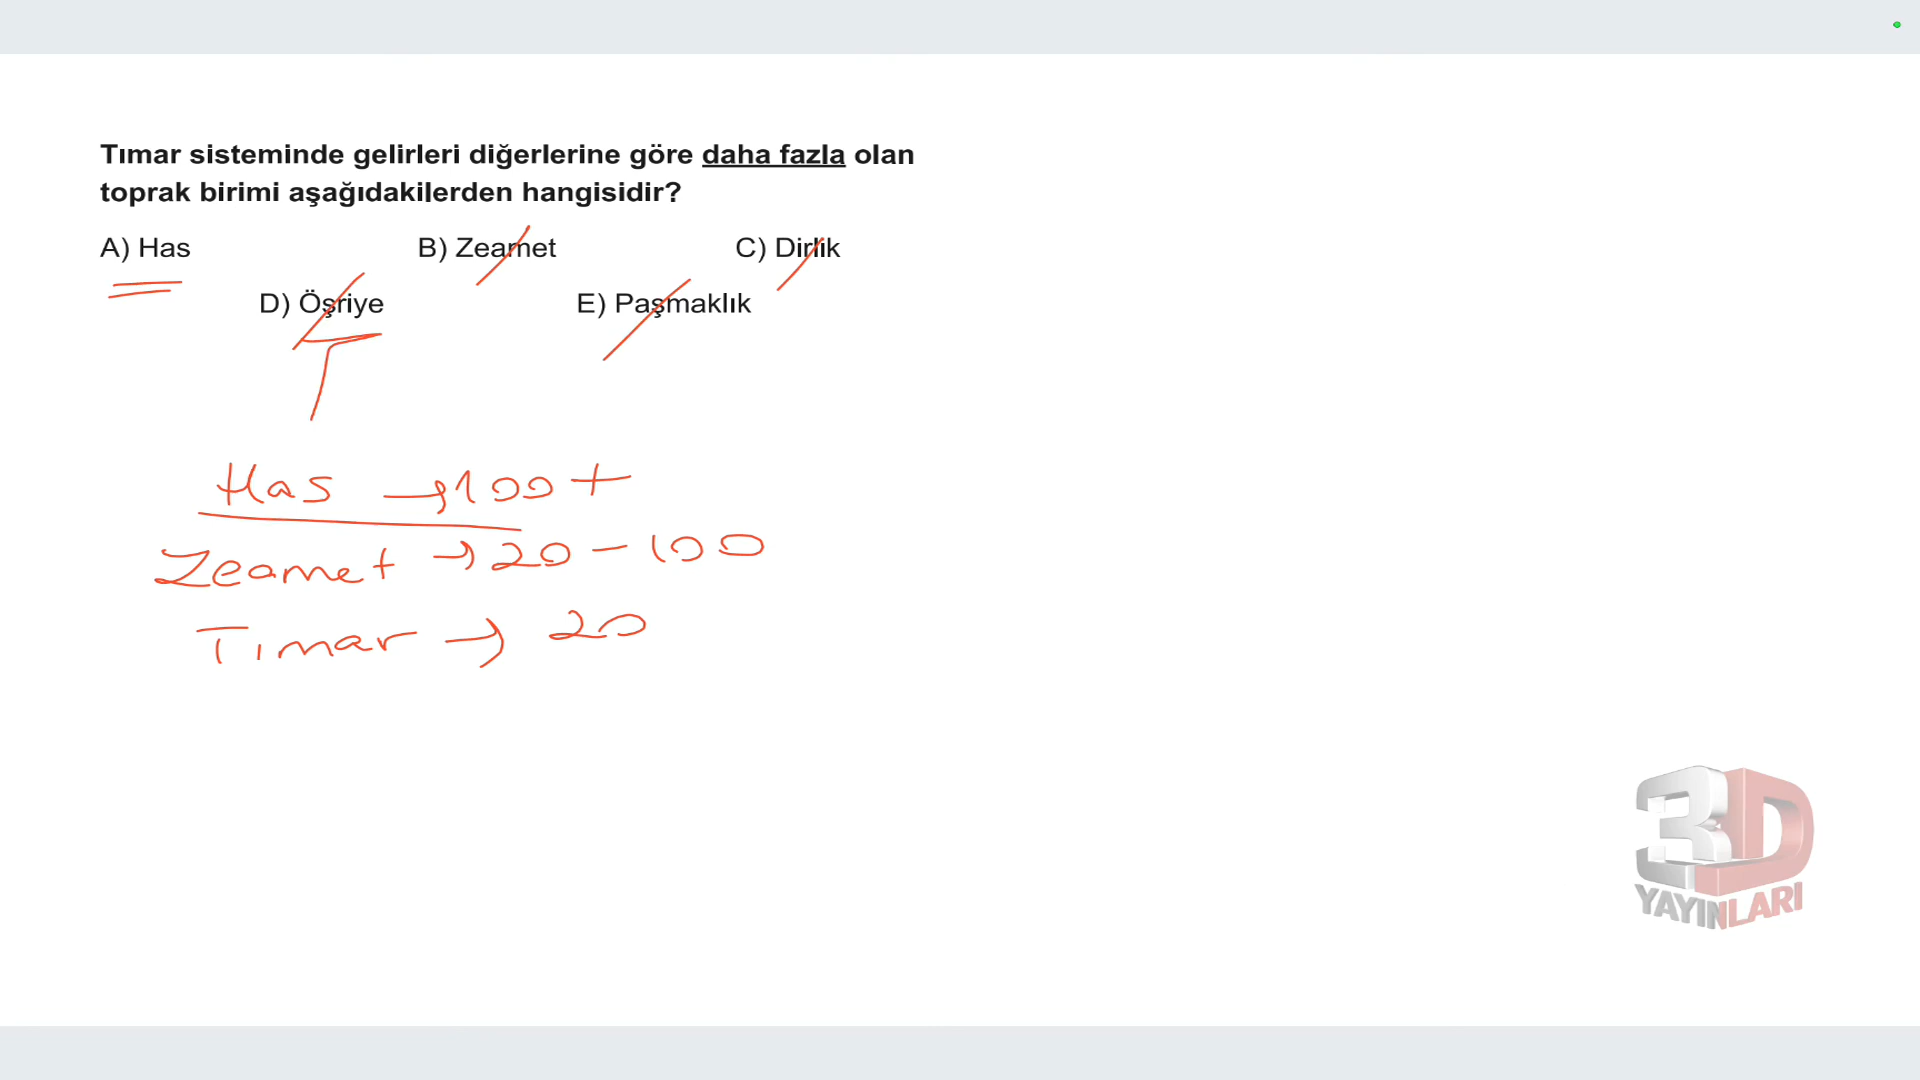 Tımar sisteminde gelirleri diğerlerine göre daha fazla olan
toprak birimi aşağıdakilerden hangisidir?
A) Has B) Zeamet C) Dirlik
D) Öşriye E) Paşmaklık
T
Has → 100 +
Zeamet → 20 - 100
Tımar → 20
3D
YAYINLARI